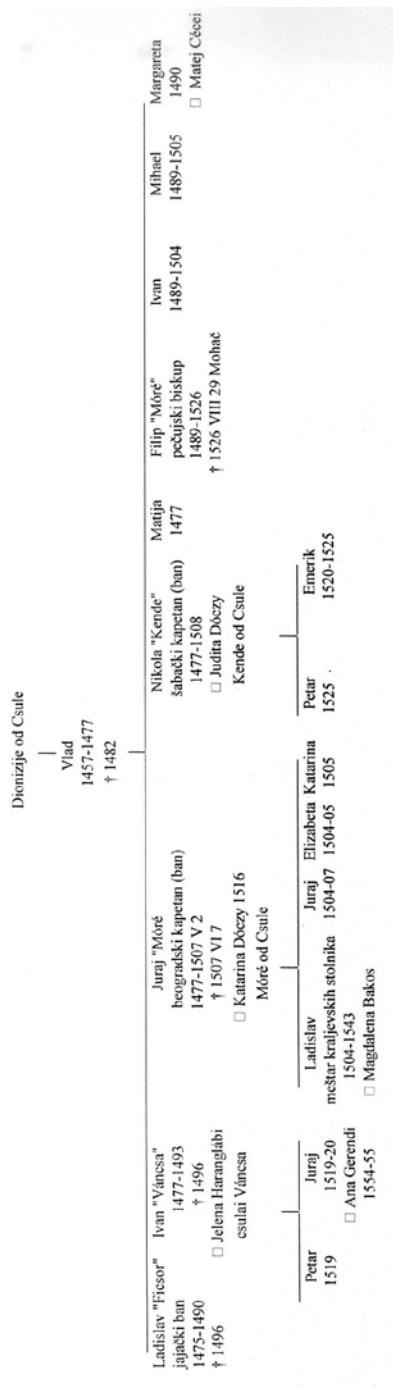 Dionizije od Csule
Vlad
1457-1477
† 1482
Ladislav "Ficsor"
jajački ban
1475-1490
† 1496
Ivan "Váncsa"
1477-1493
† 1496
□ Jelena Haranglábi
csulai Váncsa
Juraj "Móré
beogradski kapetan (ban)
1477-1507 V 2
† 1507 VI 7
□ Katarina Dóczy 1516
Móré od Csule
Nikola "Kende"
šabački kapetan (ban)
1477-1508
□ Judita Dóczy
Kende od Csule
Matija
1477
Filip "Móré"
pečujski biskup
1489-1526
† 1526 VIII 29 Mohač
Ivan
1489-1504
Mihael
1489-1505
Margareta
1490
□ Matej Cécei
Petar
1519
Juraj
1519-20
□ Ana Gerendi
1554-55
Ladislav
meštar kraljevskih stolnika
1504-1543
□ Magdalena Bakos
Juraj
1504-07
Elizabeta
1504-05
Katarina
1505
Petar
1525
Emerik
1520-1525